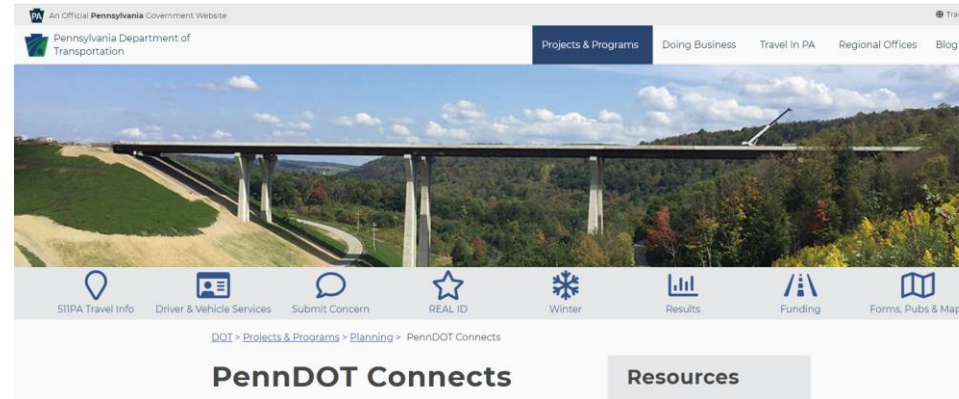 PA An Official Pennsylvania Government Website
Pennsylvania Department of
Transportation
Projects & Programs Doing Business Travel In PA Regional Offices Blog
511PA Travel Info Driver & Vehicle Services Submit Concern REAL ID Winter Results Funding Forms, Pubs & Map
DOT > Projects & Programs > Planning > PennDOT Connects
PennDOT Connects
Resources